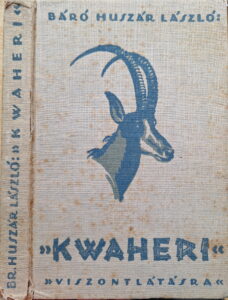 BR. HUSZÁR LÁSZLÓ: »KWAHERI«
BÁRÓ HUSZÁR LÁSZLÓ:
»KWAHERI«
»VISZONTLÁTÁSRA«